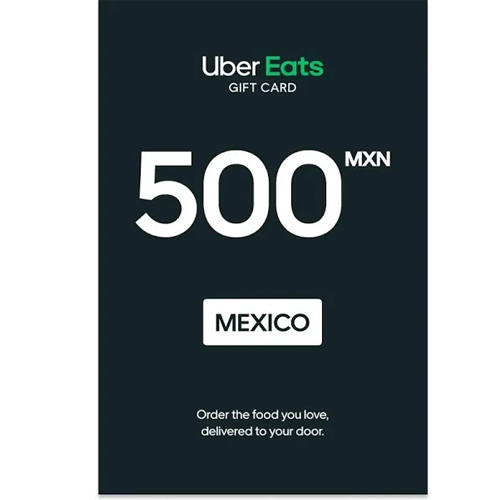 Uber Eats
GIFT CARD
500 MXN
MEXICO
Order the food you love,
delivered to your door.